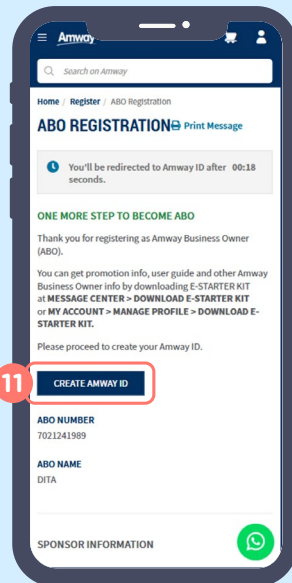 Amway
Search on Amway
Home / Register / ABO Registration
ABO REGISTRATION Print Message
You'll be redirected to Amway ID after 00:18
seconds.
ONE MORE STEP TO BECOME ABO
Thank you for registering as Amway Business Owner
(ABO).
You can get promotion info, user guide and other Amway
Business Owner info by downloading E-STARTER KIT
at MESSAGE CENTER > DOWNLOAD E-STARTER KIT
or MY ACCOUNT > MANAGE PROFILE > DOWNLOAD E-
STARTER KIT.
Please proceed to create your Amway ID.
11
CREATE AMWAY ID
ABO NUMBER
7021241989
ABO NAME
DITA
SPONSOR INFORMATION